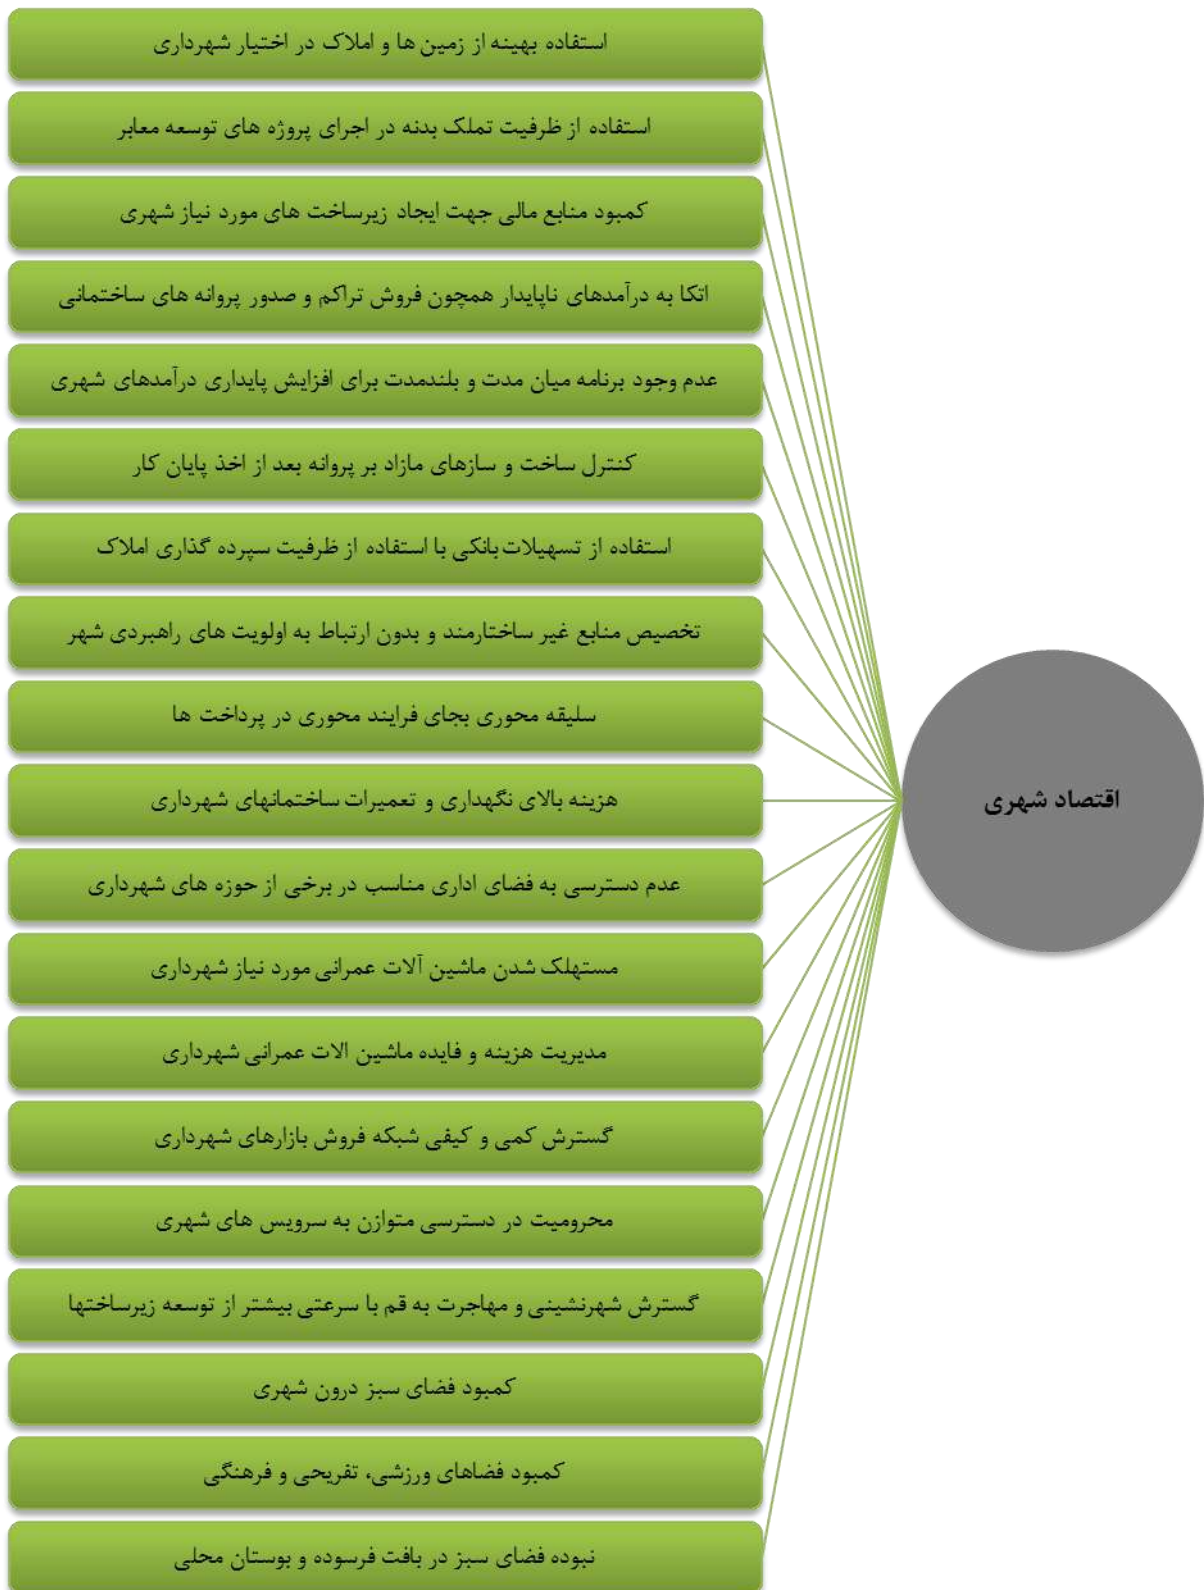 استفاده بهینه از زمین ها و املاک در اختیار شهرداری
استفاده از ظرفیت تملک بدنه در اجرای پروژه های توسعه معابر
کمبود منابع مالی جهت ایجاد زیرساخت های مورد نیاز شهری
اتکا به درآمدهای ناپایدار همچون فروش تراکم و صدور پروانه های ساختمانی
عدم وجود برنامه میان مدت و بلندمدت برای افزایش پایداری درآمدهای شهری
کنترل ساخت و سازهای مازاد بر پروانه بعد از اخذ پایان کار
استفاده از تسهیلات بانکی با استفاده از ظرفیت سپرده گذاری املاک
تخصیص منابع غیر ساختارمند و بدون ارتباط به اولویت های راهبردی شهر
سلیقه محوری بجای فرایند محوری در پرداخت ها
هزینه بالای نگهداری و تعمیرات ساختمانهای شهرداری
عدم دسترسی به فضای اداری مناسب در برخی از حوزه های شهرداری
مستهلک شدن ماشین آلات عمرانی مورد نیاز شهرداری
مدیریت هزینه و فایده ماشین الات عمرانی شهرداری
گسترش کمی و کیفی شبکه فروش بازارهای شهرداری
محرومیت در دسترسی متوازن به سرویس های شهری
گسترش شهرنشینی و مهاجرت به قم با سرعتی بیشتر از توسعه زیرساختها
کمبود فضای سبز درون شهری
کمبود فضاهای ورزشی، تفریحی و فرهنگی
نبوده فضای سبز در بافت فرسوده و بوستان محلی
اقتصاد شهری